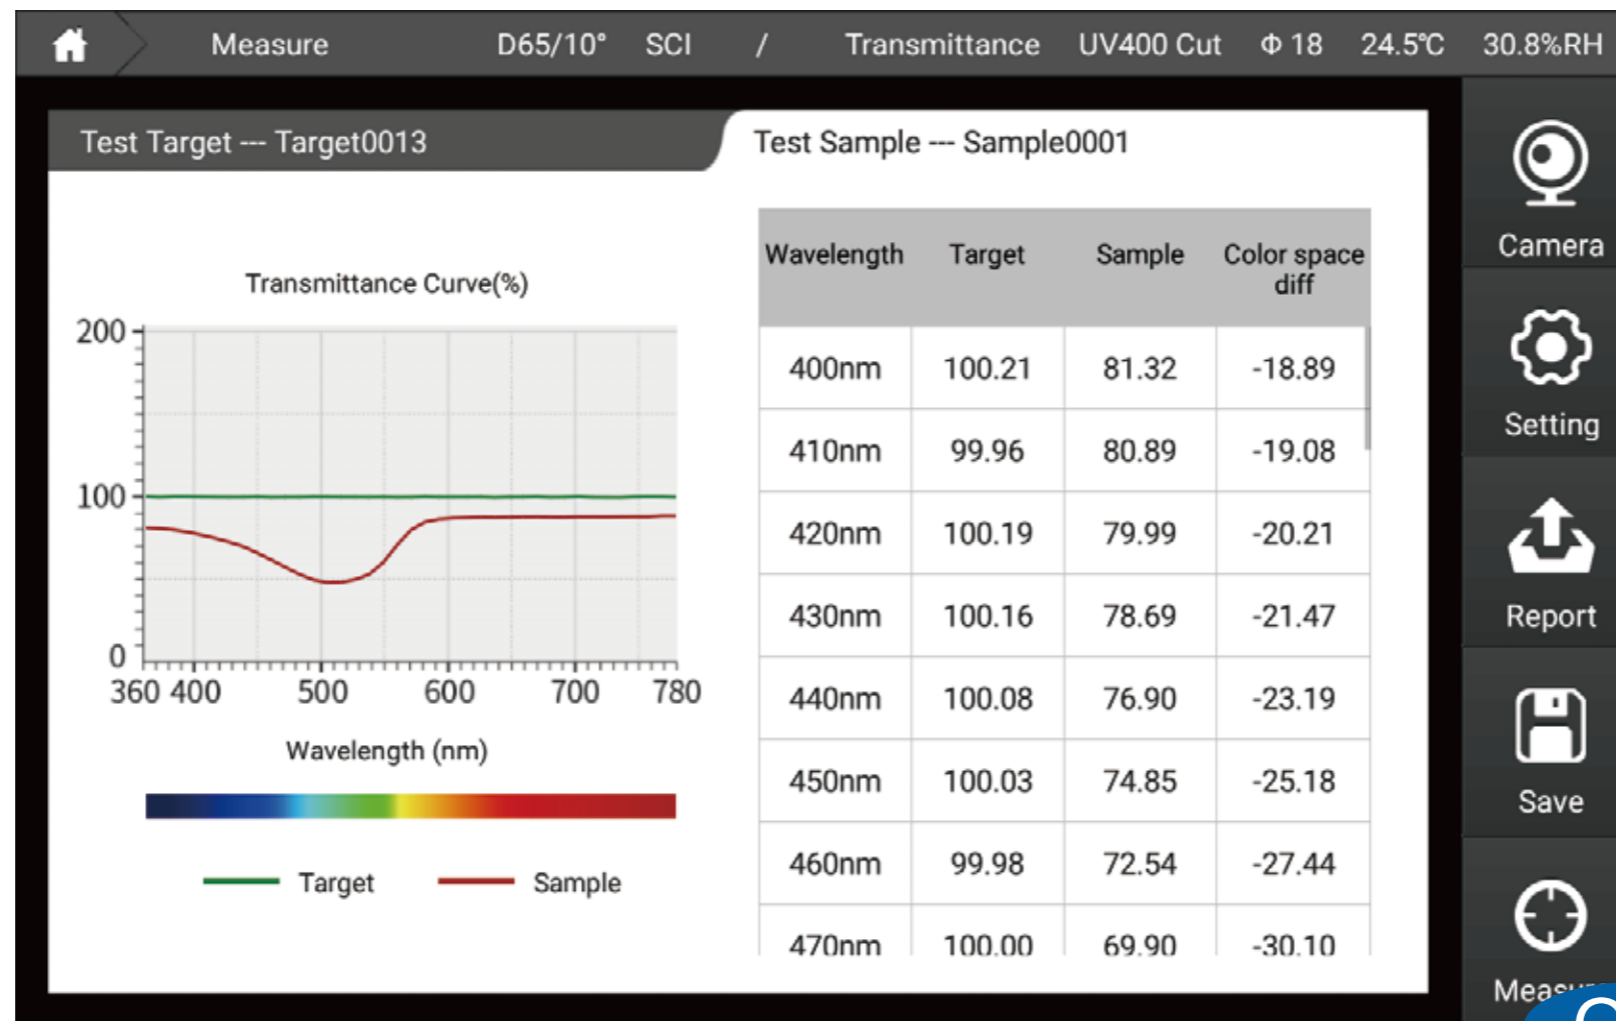 Measure D65/10° SCI / Transmittance UV400 Cut Φ 18 24.5℃ 30.8%RH
Test Target --- Target0013
Test Sample --- Sample0001
Transmittance Curve(%)
200
100
0
360 400 500 600 700 780
Wavelength (nm)
Target Sample
Wavelength Target Sample Color space
diff
400nm 100.21 81.32 -18.89
410nm 99.96 80.89 -19.08
420nm 100.19 79.99 -20.21
430nm 100.16 78.69 -21.47
440nm 100.08 76.90 -23.19
450nm 100.03 74.85 -25.18
460nm 99.98 72.54 -27.44
470nm 100.00 69.90 -30.10
Camera
Setting
Report
Save
Measure